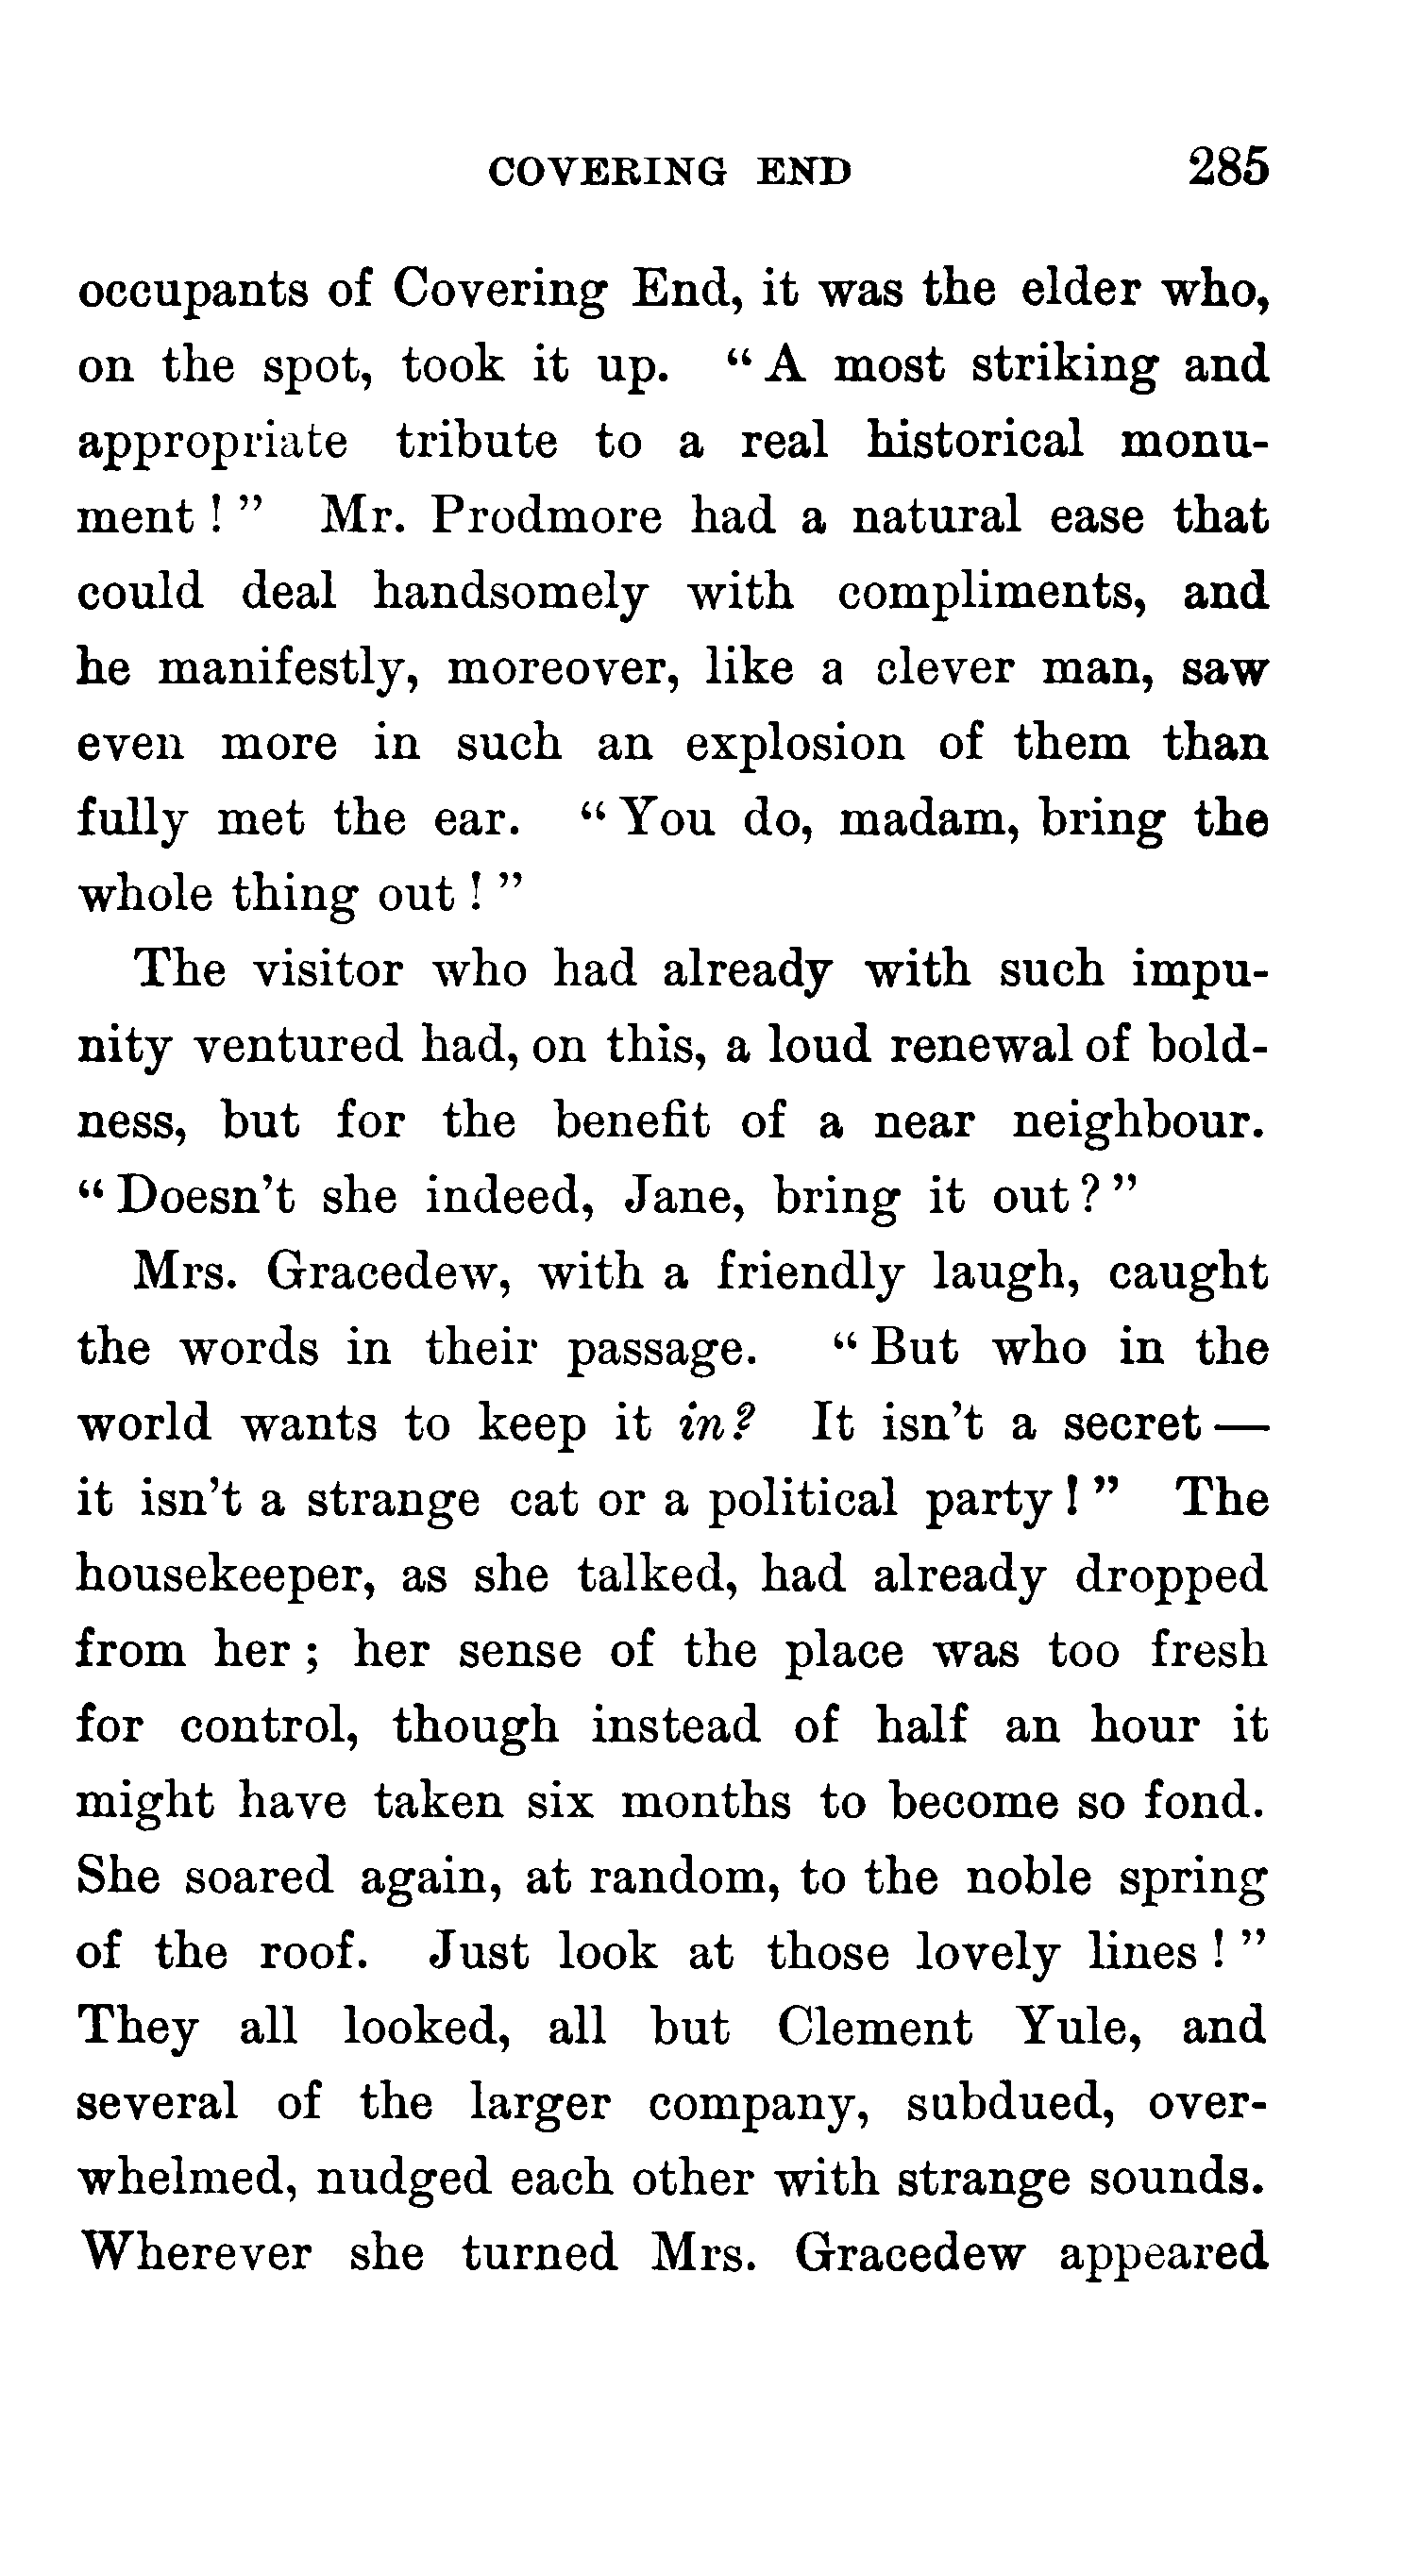 COVERING END 285
occupants of Covering End, it was the elder who,
on the spot, took it up. “A most striking and
appropriate tribute to a real historical monu-
ment!” Mr. Prodmore had a natural ease that
could deal handsomely with compliments, and
he manifestly, moreover, like a clever man, saw
even more in such an explosion of them than
fully met the ear. “You do, madam, bring the
whole thing out!”
The visitor who had already with such impu-
nity ventured had, on this, a loud renewal of bold-
ness, but for the benefit of a near neighbour.
“Doesn’t she indeed, Jane, bring it out?”
Mrs. Gracedew, with a friendly laugh, caught
the words in their passage. “But who in the
world wants to keep it in? It isn’t a secret—
it isn’t a strange cat or a political party!” The
housekeeper, as she talked, had already dropped
from her; her sense of the place was too fresh
for control, though instead of half an hour it
might have taken six months to become so fond.
She soared again, at random, to the noble spring
of the roof. Just look at those lovely lines!”
They all looked, all but Clement Yule, and
several of the larger company, subdued, over-
whelmed, nudged each other with strange sounds.
Wherever she turned Mrs. Gracedew appeared